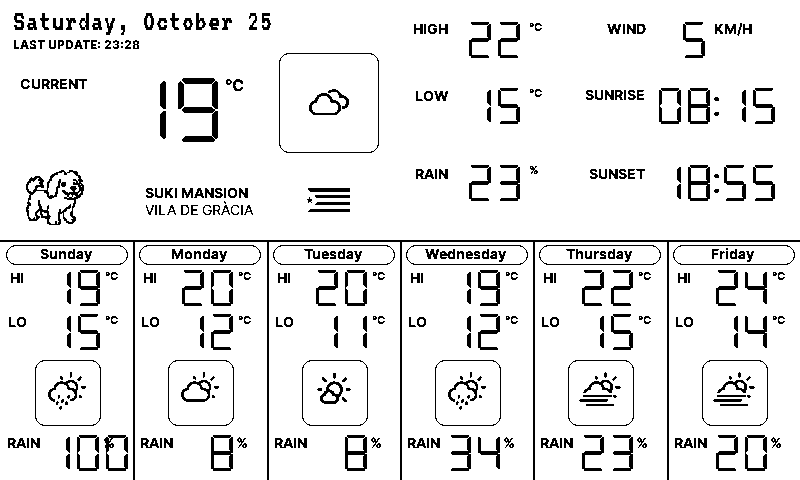 Saturday, October 25
LAST UPDATE: 23:28
CURRENT 19 °C
SUKI MANSION
VILA DE GRÀCIA
HIGH 22 °C
LOW 15 °C
RAIN 23 %
WIND 5 KM/H
SUNRISE 08:15
SUNSET 18:55
Sunday
HI 19 °C
LO 15 °C
RAIN 100 %
Monday
HI 20 °C
LO 12 °C
RAIN 8 %
Tuesday
HI 20 °C
LO 11 °C
RAIN 8 %
Wednesday
HI 19 °C
LO 12 °C
RAIN 34 %
Thursday
HI 22 °C
LO 15 °C
RAIN 23 %
Friday
HI 24 °C
LO 14 °C
RAIN 20 %